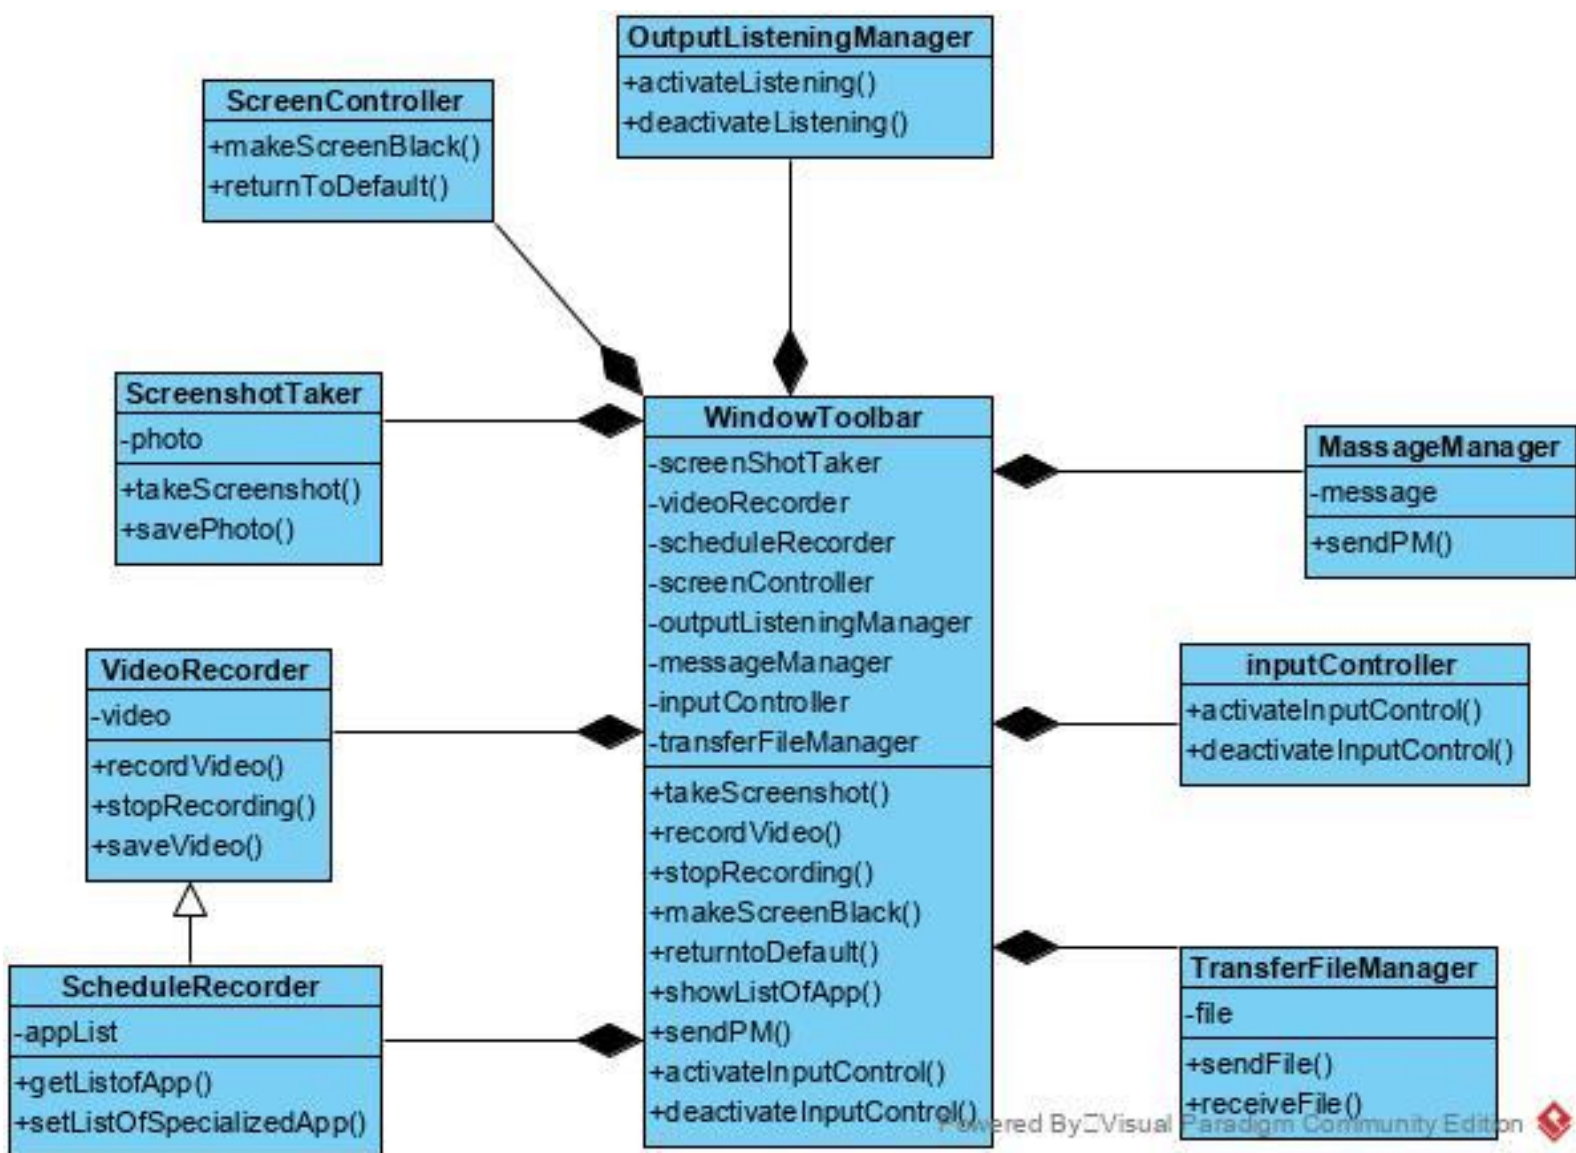 OutputListeningManager
+activateListening()
+deactivateListening()
ScreenController
+makeScreenBlack()
+returnToDefault()
ScreenshotTaker
-photo
+takeScreenshot()
+savePhoto()
WindowToolbar
-screenShotTaker
-videoRecorder
-scheduleRecorder
-screenController
-outputListeningManager
-messageManager
-inputController
-transferFileManager
+takeScreenshot()
+recordVideo()
+stopRecording()
+makeScreenBlack()
+returntoDefault()
+showListOfApp()
+sendPM()
+activateInputControl()
+deactivateInputControl()
MassageManager
-message
+sendPM()
VideoRecorder
-video
+recordVideo()
+stopRecording()
+saveVideo()
inputController
+activateInputControl()
+deactivateInputControl()
ScheduleRecorder
-appList
+getListofApp()
+setListOfSpecializedApp()
TransferFileManager
-file
+sendFile()
+receiveFile()
Powered By Visual Paradigm Community Edition